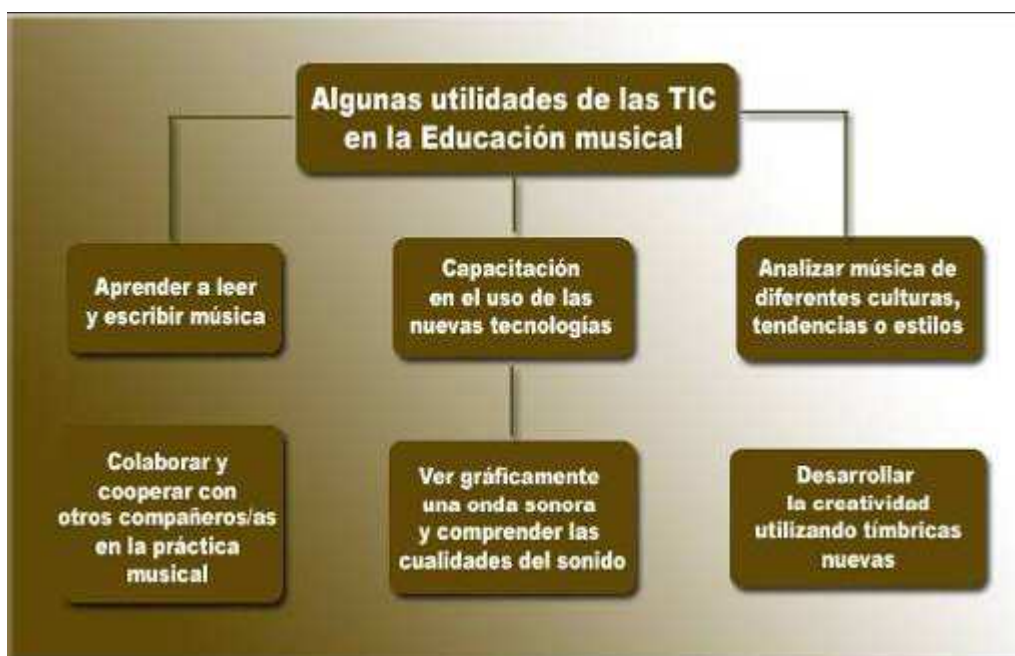 Algunas utilidades de las TIC
en la Educación musical
Aprender a leer
y escribir música
Capacitación
en el uso de las
nuevas tecnologías
Analizar música de
diferentes culturas,
tendencias o estilos
Colaborar y
cooperar con
otros compañeros/as
en la práctica
musical
Ver gráficamente
una onda sonora
y comprender las
cualidades del sonido
Desarrollar
la creatividad
utilizando tímbricas
nuevas